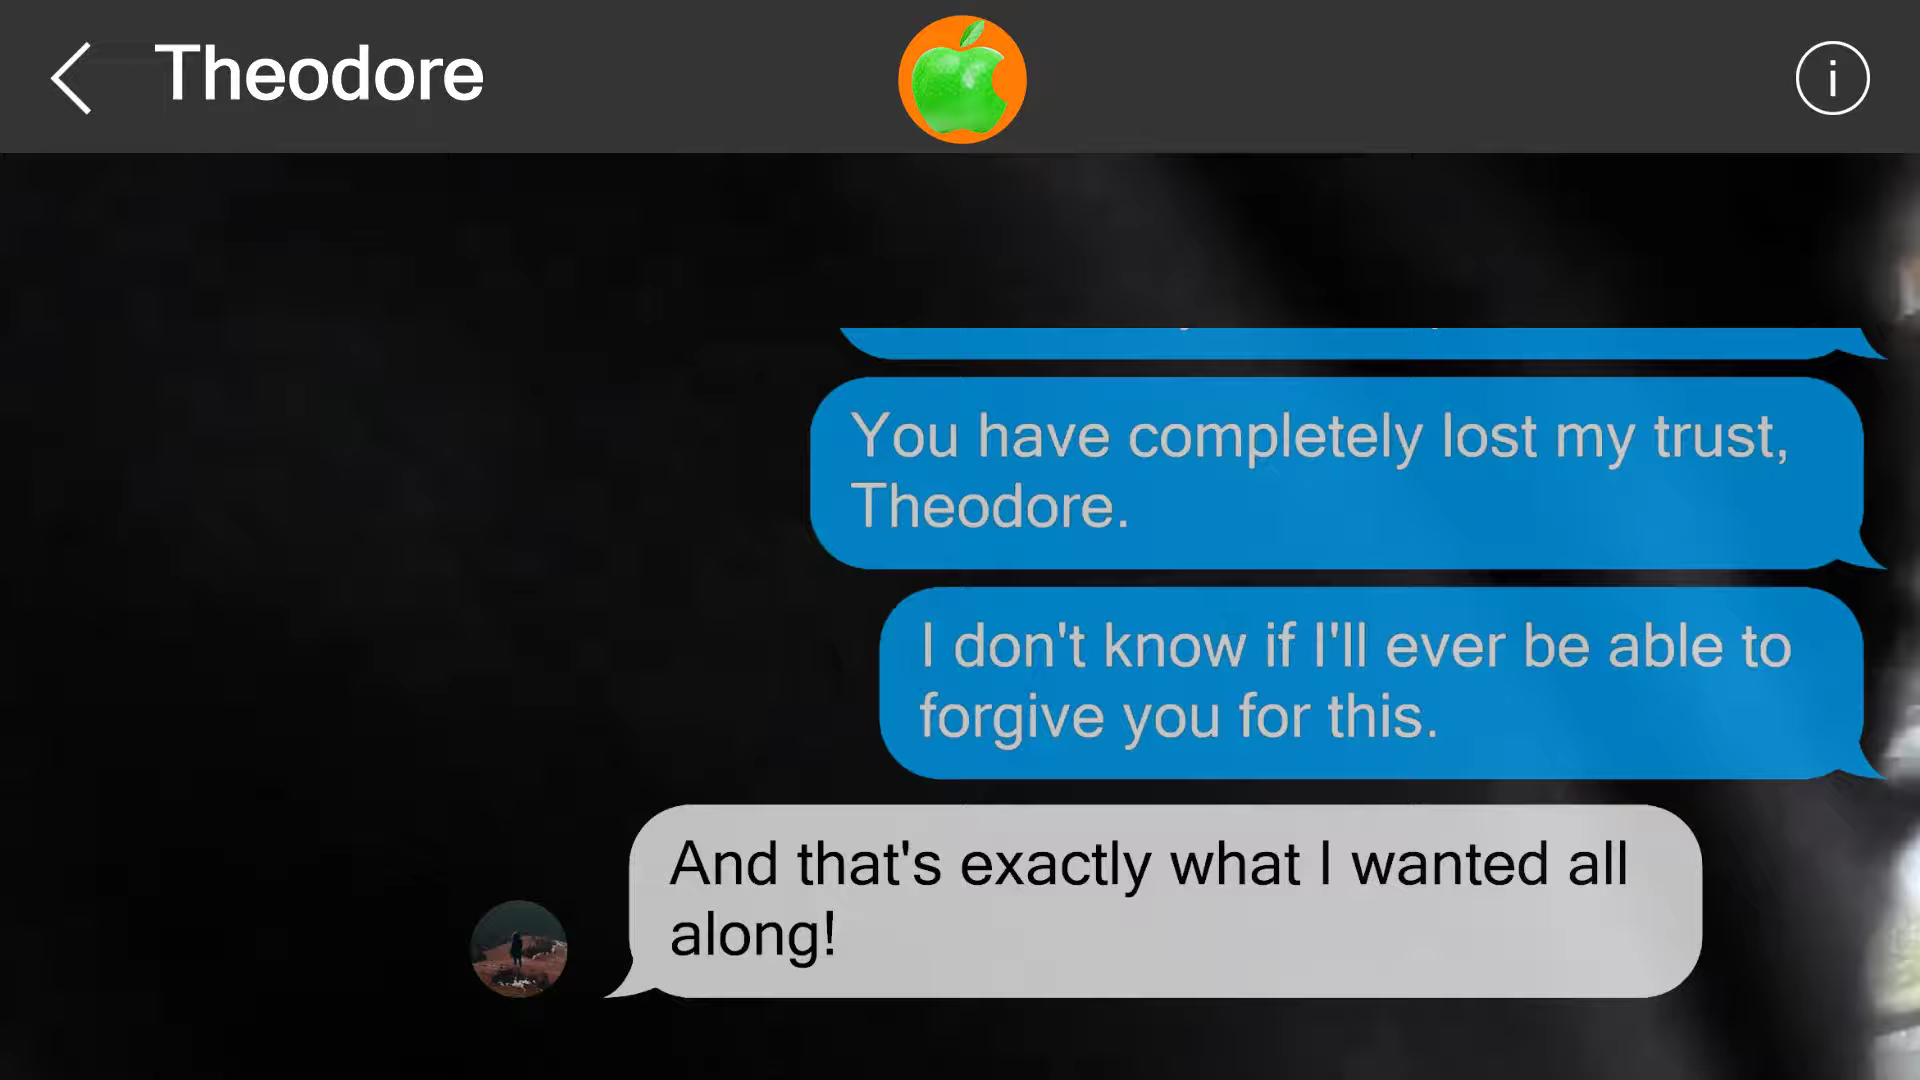 Theodore
You have completely lost my trust,
Theodore.
I don't know if I'll ever be able to
forgive you for this.
And that's exactly what I wanted all
along!